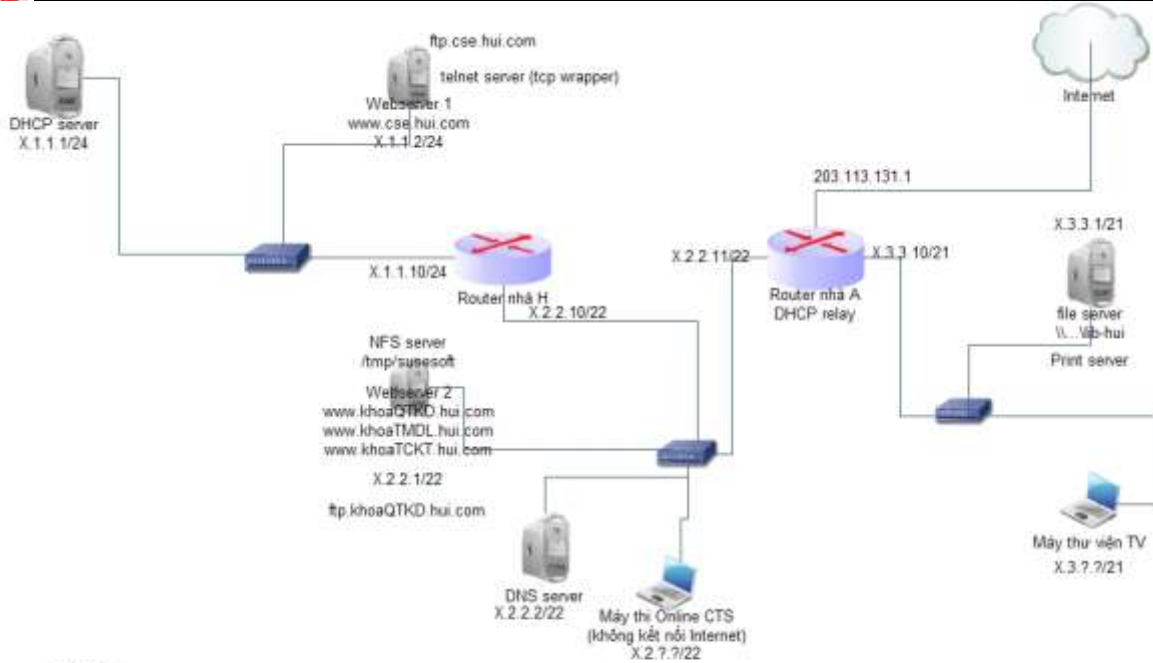 ftp.cse.hui.com
telnet server (tcp wrapper)
Webserver 1
www.cse.hui.com
X.1.1.2/24
DHCP server
X.1.1.1/24
Internet
203.113.131.1
X.1.1.10/24
Router nhà H
X.2.2.10/22
X.2.2.11/22
X.3.3.10/21
Router nhà A
DHCP relay
X.3.3.1/21
file server
\\...\lib-hui
Print server
NFS server
/tmp/susesoft
Webserver 2
www.khoaQTKD.hui.com
www.khoaTMDL.hui.com
www.khoaTCKT.hui.com
X.2.2.1/22
ftp.khoaQTKD.hui.com
DNS server
X.2.2.2/22
Máy thi Online CTS
(không kết nối Internet)
X.2.?.?/22
Máy thư viện TV
X.3.?.?/21